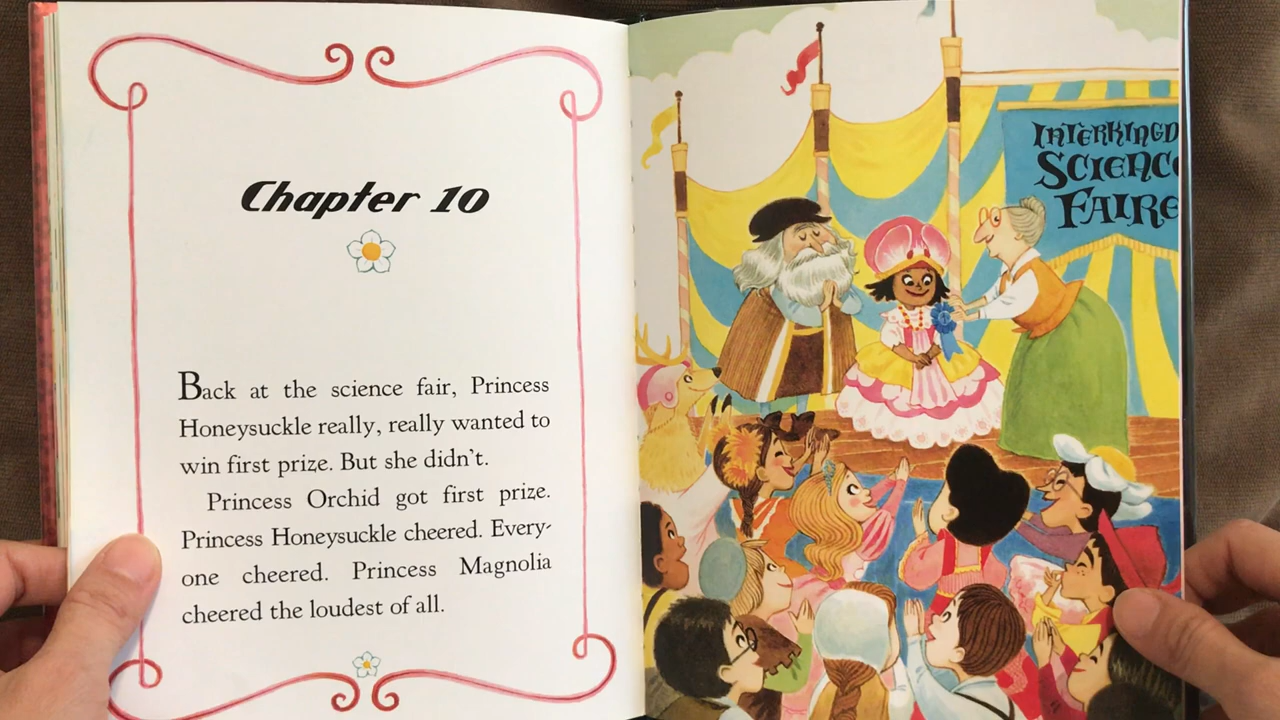 Chapter 10
Back at the science fair, Princess
Honeysuckle really, really wanted to
win first prize. But she didn't.
Princess Orchid got first prize.
Princess Honeysuckle cheered. Every-
one cheered. Princess Magnolia
cheered the loudest of all.
INTERKINGD
SCIENC
FAIRE